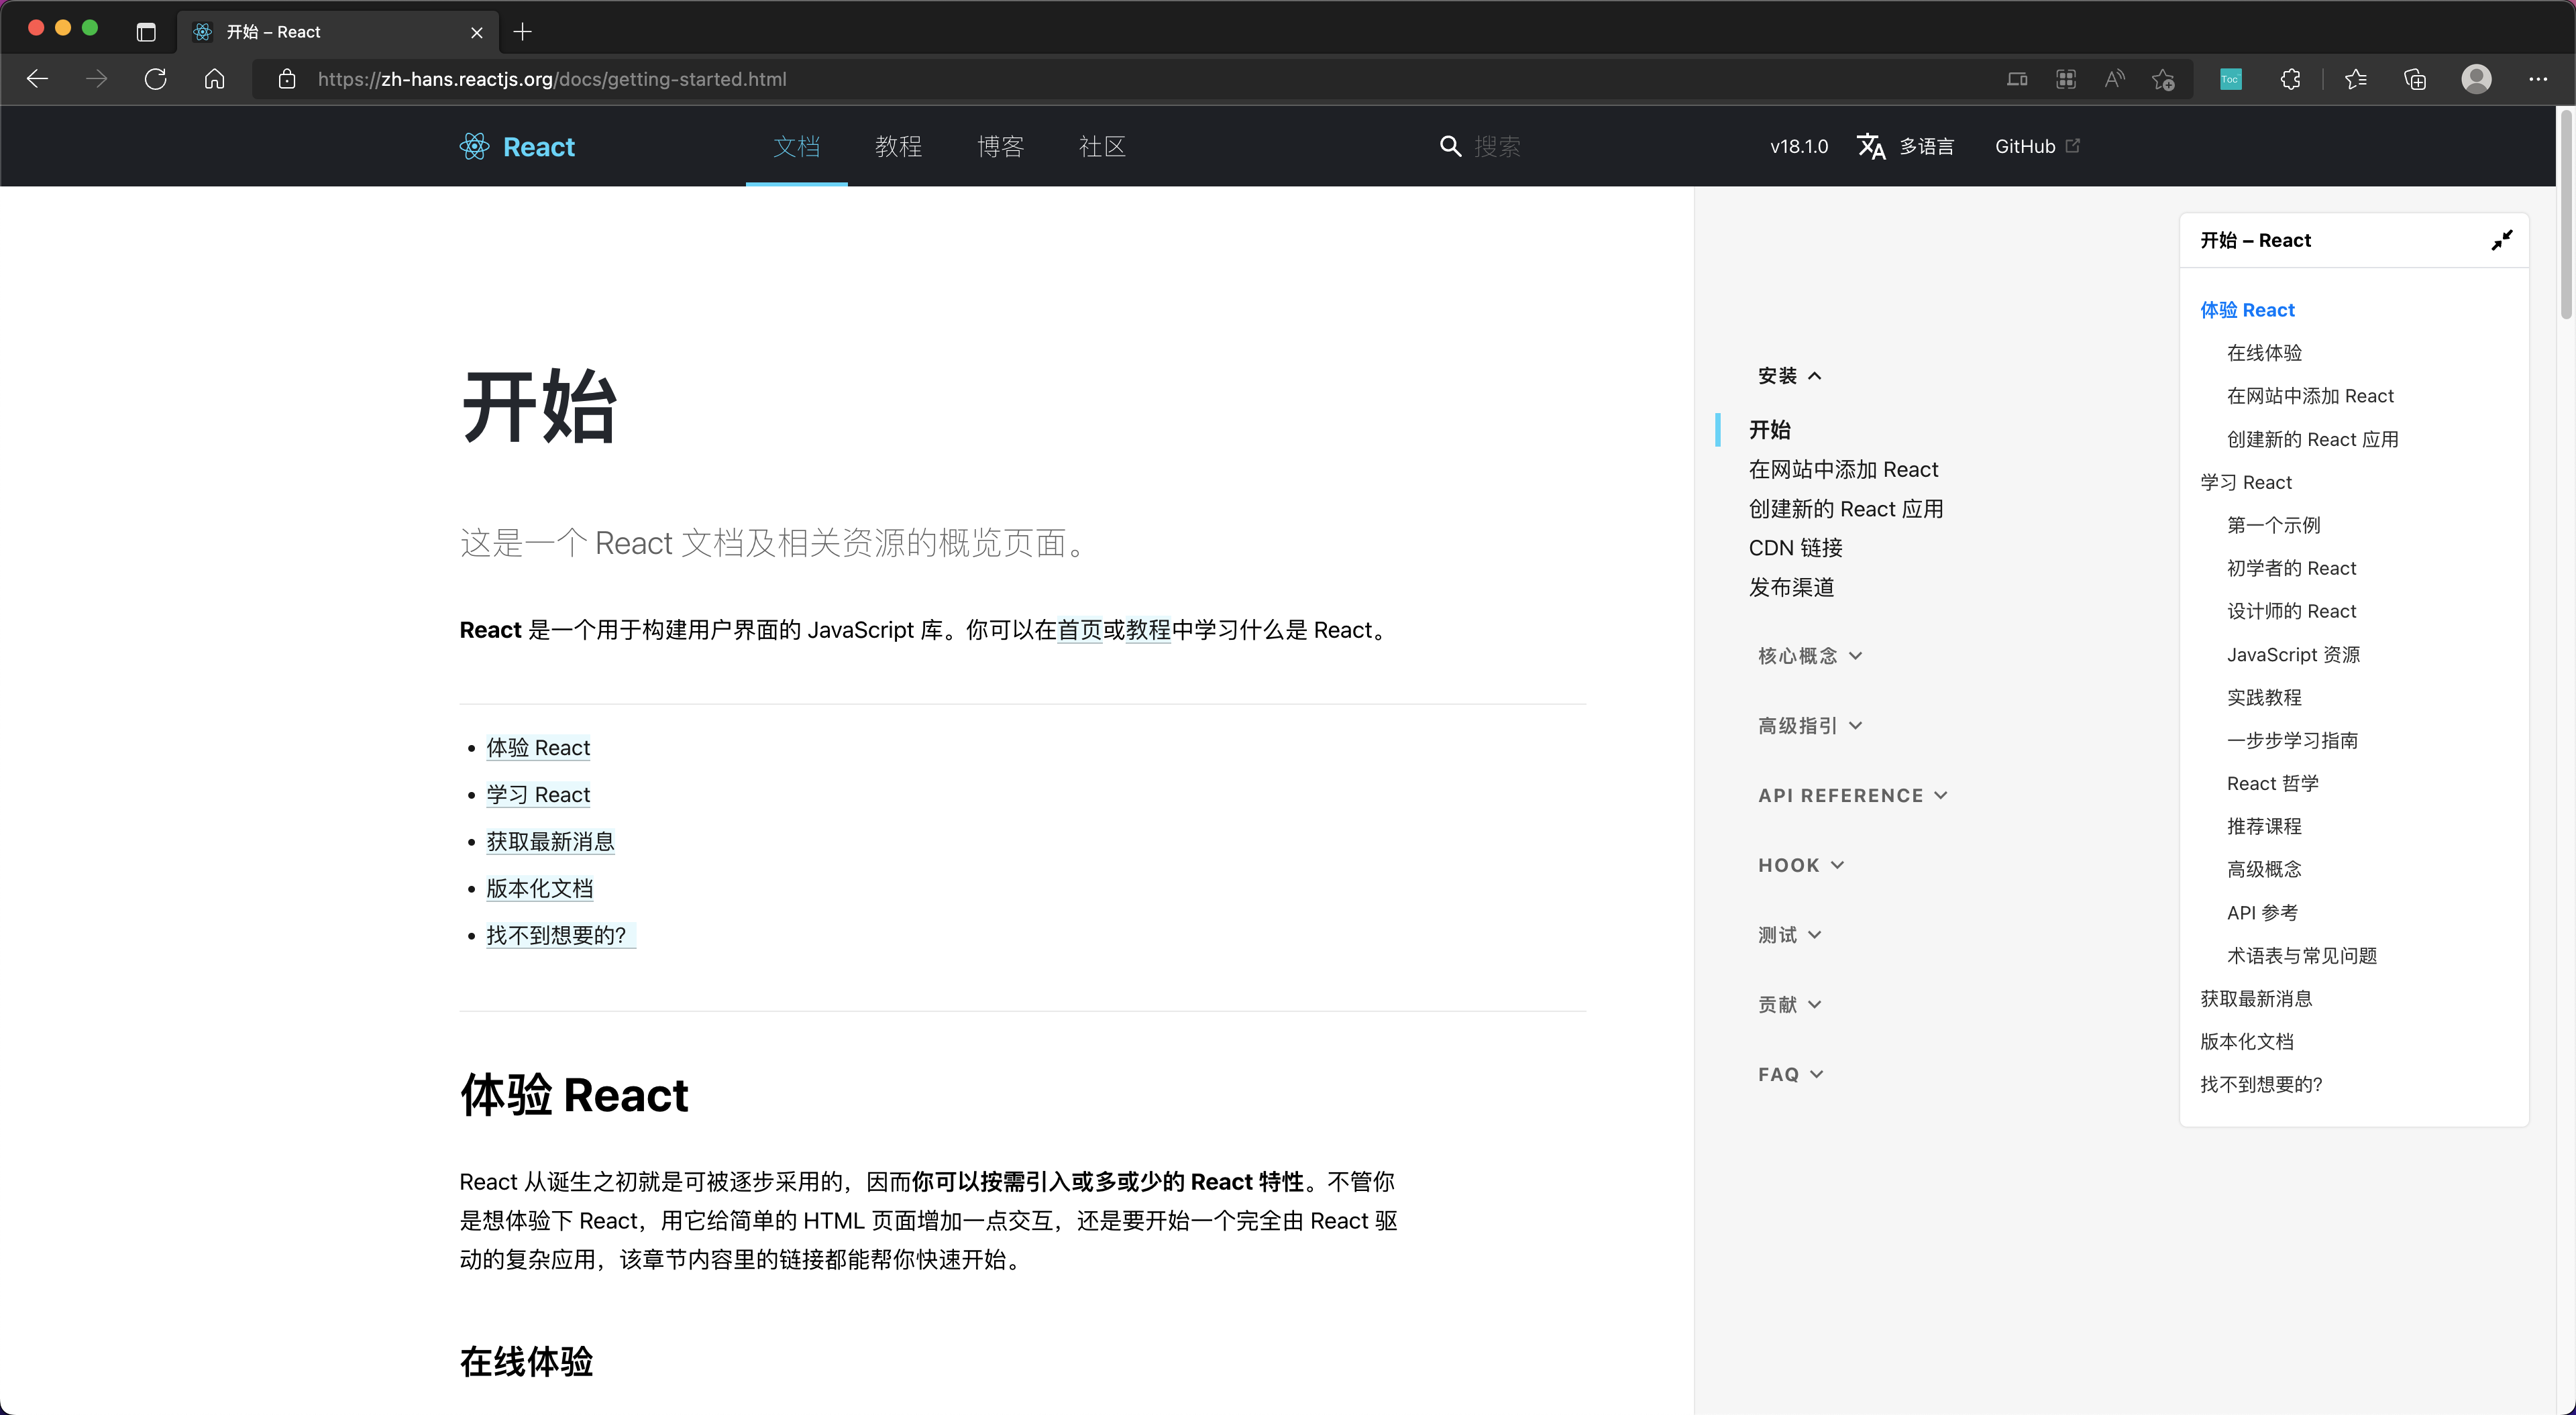 开始 – React
https://zh-hans.reactjs.org/docs/getting-started.html
Toc
React
文档
教程
博客
社区
搜索
v18.1.0
多语言
GitHub
开始
这是一个 React 文档及相关资源的概览页面。
React 是一个用于构建用户界面的 JavaScript 库。你可以在首页或教程中学习什么是 React。
体验 React
学习 React
获取最新消息
版本化文档
找不到想要的？
体验 React
React 从诞生之初就是可被逐步采用的，因而你可以按需引入或多或少的 React 特性。不管你
是想体验下 React，用它给简单的 HTML 页面增加一点交互，还是要开始一个完全由 React 驱
动的复杂应用，该章节内容里的链接都能帮你快速开始。
在线体验
安装
开始
在网站中添加 React
创建新的 React 应用
CDN 链接
发布渠道
核心概念
高级指引
API REFERENCE
HOOK
测试
贡献
FAQ
开始 – React
体验 React
在线体验
在网站中添加 React
创建新的 React 应用
学习 React
第一个示例
初学者的 React
设计师的 React
JavaScript 资源
实践教程
一步步学习指南
React 哲学
推荐课程
高级概念
API 参考
术语表与常见问题
获取最新消息
版本化文档
找不到想要的?